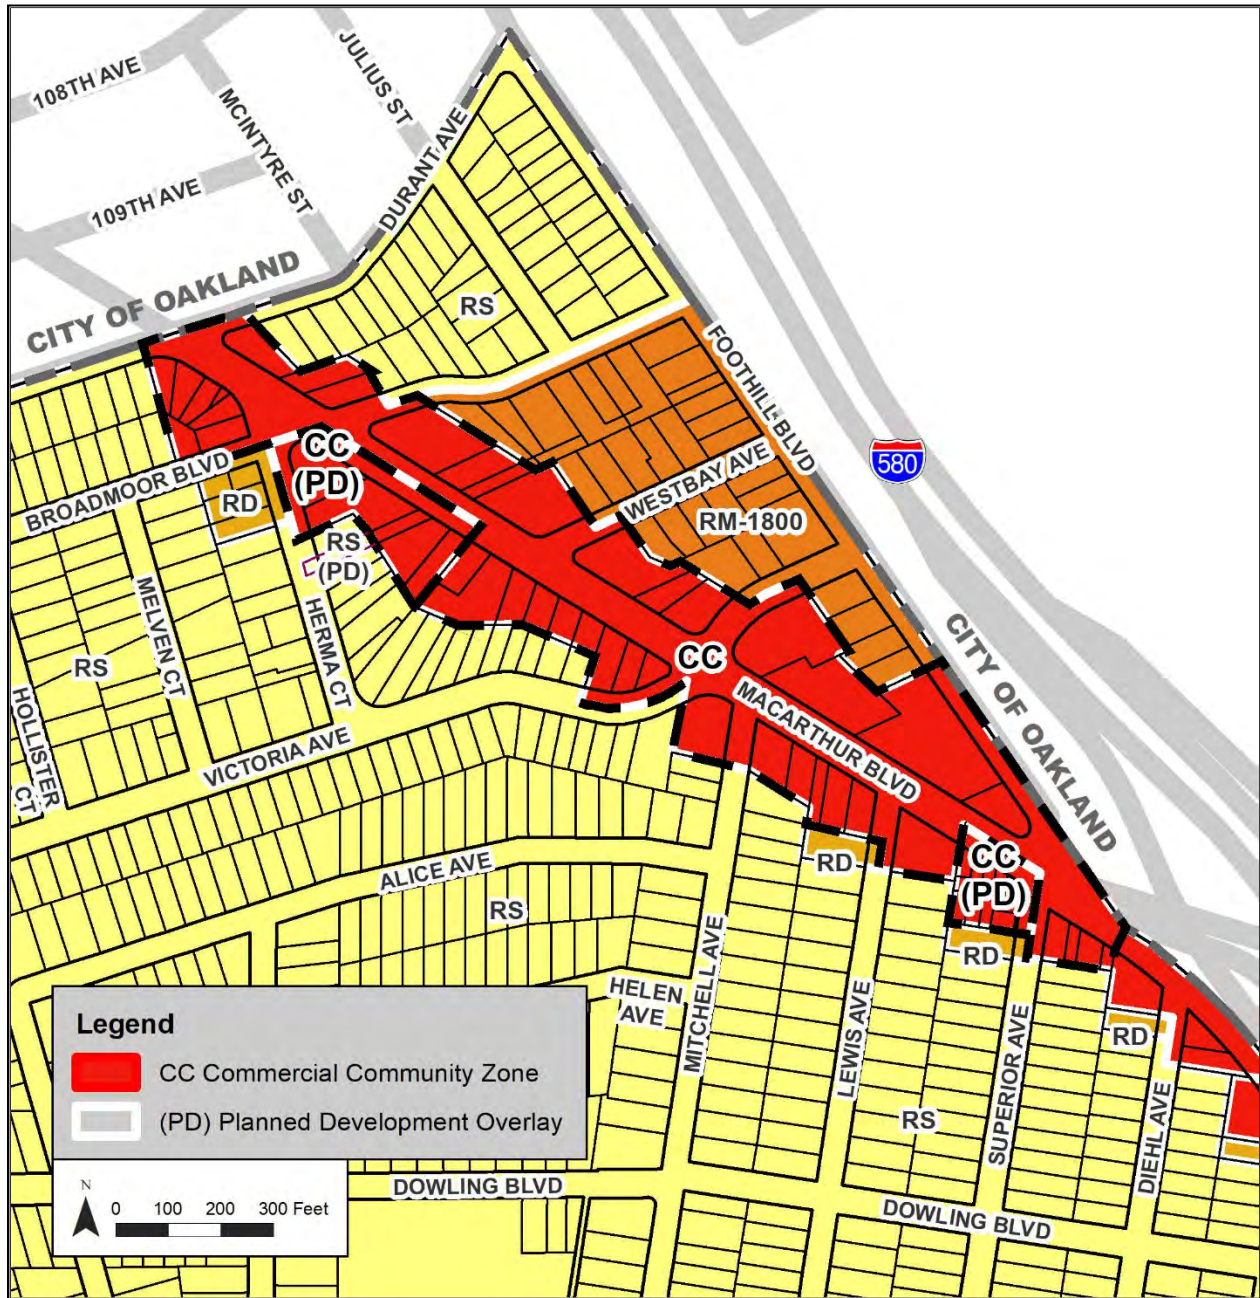 108TH AVE
JULIUS ST
MCINTYRE ST
DURANT AVE
109TH AVE
CITY OF OAKLAND
RS
FOOTHILL BLVD
580
CC
(PD)
BROADMOOR BLVD
RD
WESTBAY AVE
RM-1800
RS
(PD)
MELVEN CT
HERMA CT
RS
CC
CITY OF OAKLAND
HOLLISTER
CT
MACARTHUR BLVD
VICTORIA AVE
RD
CC
(PD)
ALICE AVE
RS
RD
MITCHELL AVE
HELEN
AVE
LEWIS AVE
SUPERIOR AVE
RD
RS
DIEHL AVE
Legend
CC Commercial Community Zone
(PD) Planned Development Overlay
N
0 100 200 300 Feet
DOWLING BLVD
DOWLING BLVD